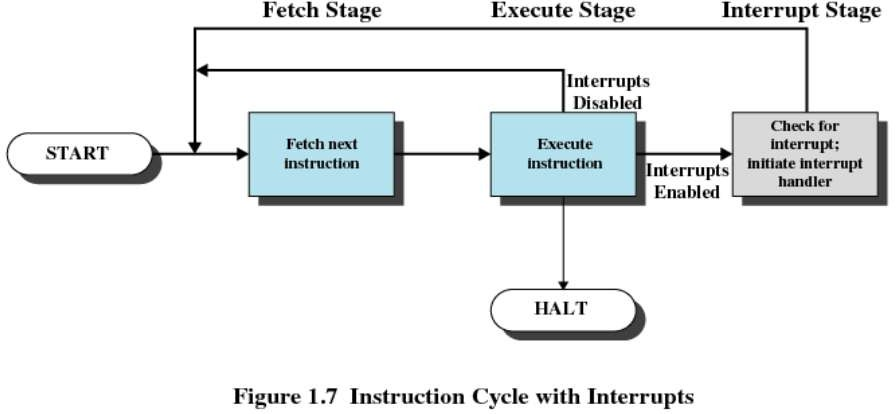 Fetch Stage
Execute Stage
Interrupt Stage
Interrupts
Disabled
START
Fetch next
instruction
Execute
instruction
Interrupts
Enabled
Check for
interrupt;
initiate interrupt
handler
HALT
Figure 1.7 Instruction Cycle with Interrupts